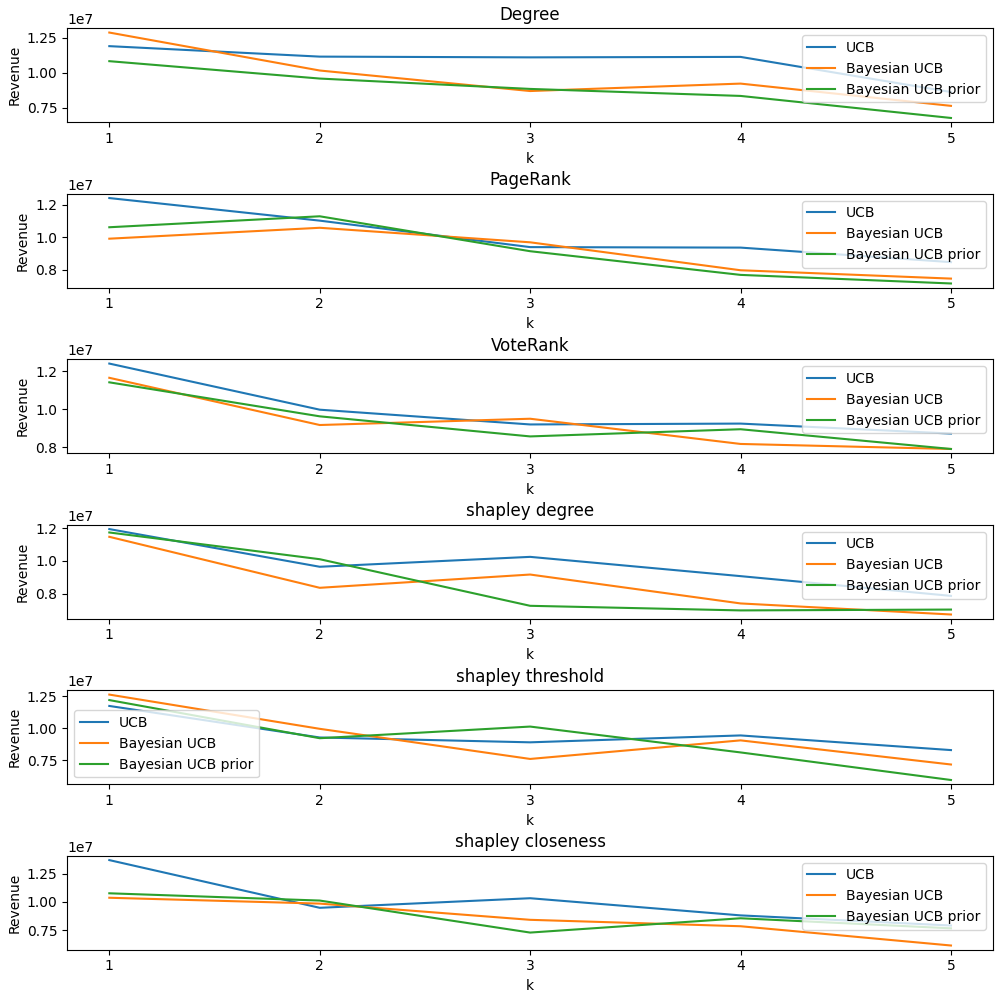 Degree
1e7
1.25
1.00
0.75
Revenue
UCB
Bayesian UCB
Bayesian UCB prior
1 2 3 4 5
k
PageRank
1e7
1.2
1.0
0.8
Revenue
UCB
Bayesian UCB
Bayesian UCB prior
1 2 3 4 5
k
VoteRank
1e7
1.2
1.0
0.8
Revenue
UCB
Bayesian UCB
Bayesian UCB prior
1 2 3 4 5
k
shapley degree
1e7
1.2
1.0
0.8
Revenue
UCB
Bayesian UCB
Bayesian UCB prior
1 2 3 4 5
k
shapley threshold
1e7
1.25
1.00
0.75
Revenue
UCB
Bayesian UCB
Bayesian UCB prior
1 2 3 4 5
k
shapley closeness
1e7
1.25
1.00
0.75
Revenue
UCB
Bayesian UCB
Bayesian UCB prior
1 2 3 4 5
k